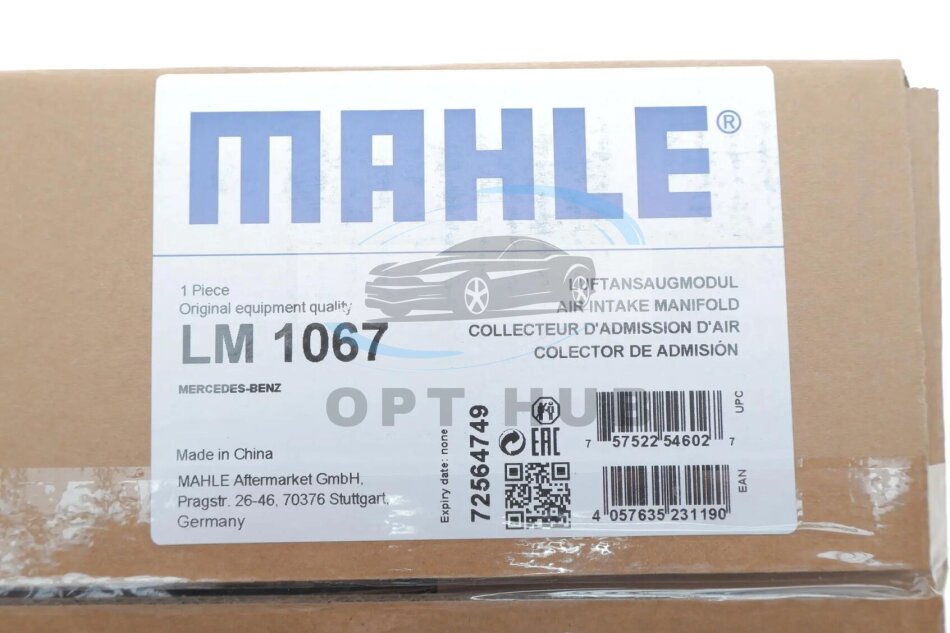 MAHLE®
1 Piece
Original equipment quality
LM 1067
MERCEDES-BENZ
LUFTANSAUGMODUL
AIR INTAKE MANIFOLD
COLLECTEUR D'ADMISSION D'AIR
COLECTOR DE ADMISIÓN
OPT HUB
Made in China
MAHLE Aftermarket GmbH,
Pragstr. 26-46, 70376 Stuttgart,
Germany
Expiry date: none
72564749
EAC
7 57522 54602 7
UPC
4 057635 231190
EAN